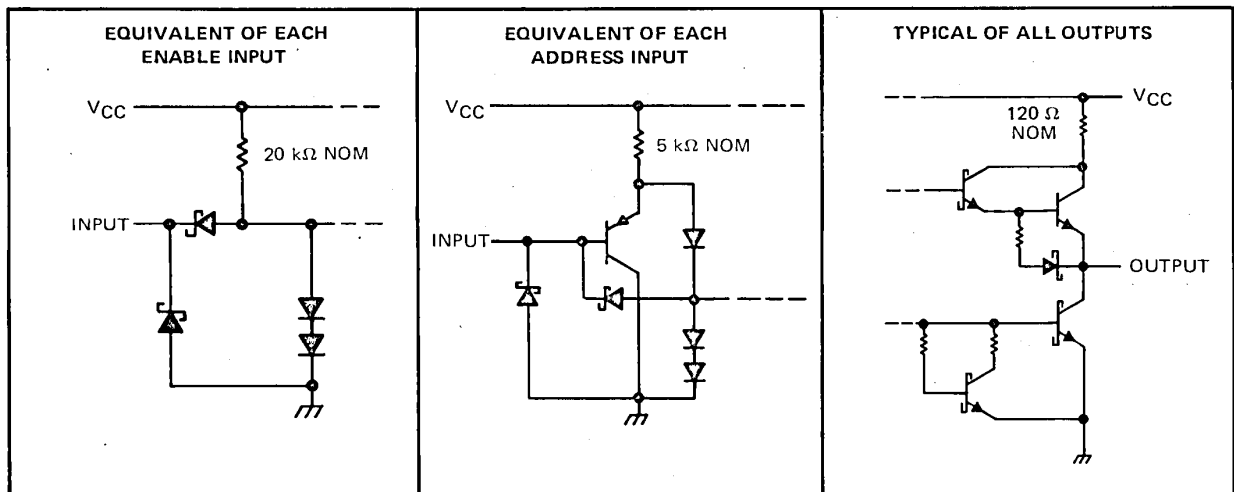 EQUIVALENT OF EACH
ENABLE INPUT
VCC
20 kΩ NOM
INPUT
EQUIVALENT OF EACH
ADDRESS INPUT
VCC
5 kΩ NOM
INPUT
TYPICAL OF ALL OUTPUTS
VCC
120 Ω
NOM
OUTPUT